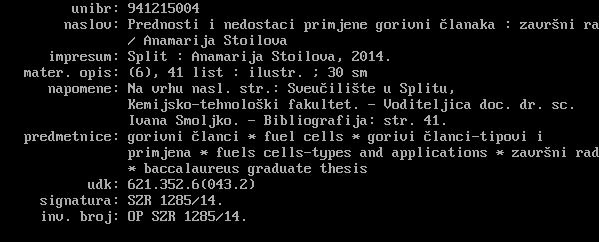 unibr: 941215004
naslov: Prednosti i nedostaci primjene gorivni članaka : završni ra
/ Anamarija Stoilova
impresum: Split : Anamarija Stoilova, 2014.
mater. opis: (6), 41 list : ilustr. ; 30 sm
napomene: Na vrhu nasl. str.: Sveučilište u Splitu,
Kemijsko-tehnološki fakultet. - Voditeljica doc. dr. sc.
Ivana Smoljko. - Bibliografija: str. 41.
predmetnice: gorivni članci * fuel cells * gorivi članci-tipovi i
primjena * fuels cells-types and applications * završni rad
* baccalaureus graduate thesis
udk: 621.352.6(043.2)
signatura: SZR 1285/14.
inv. broj: OP SZR 1285/14.